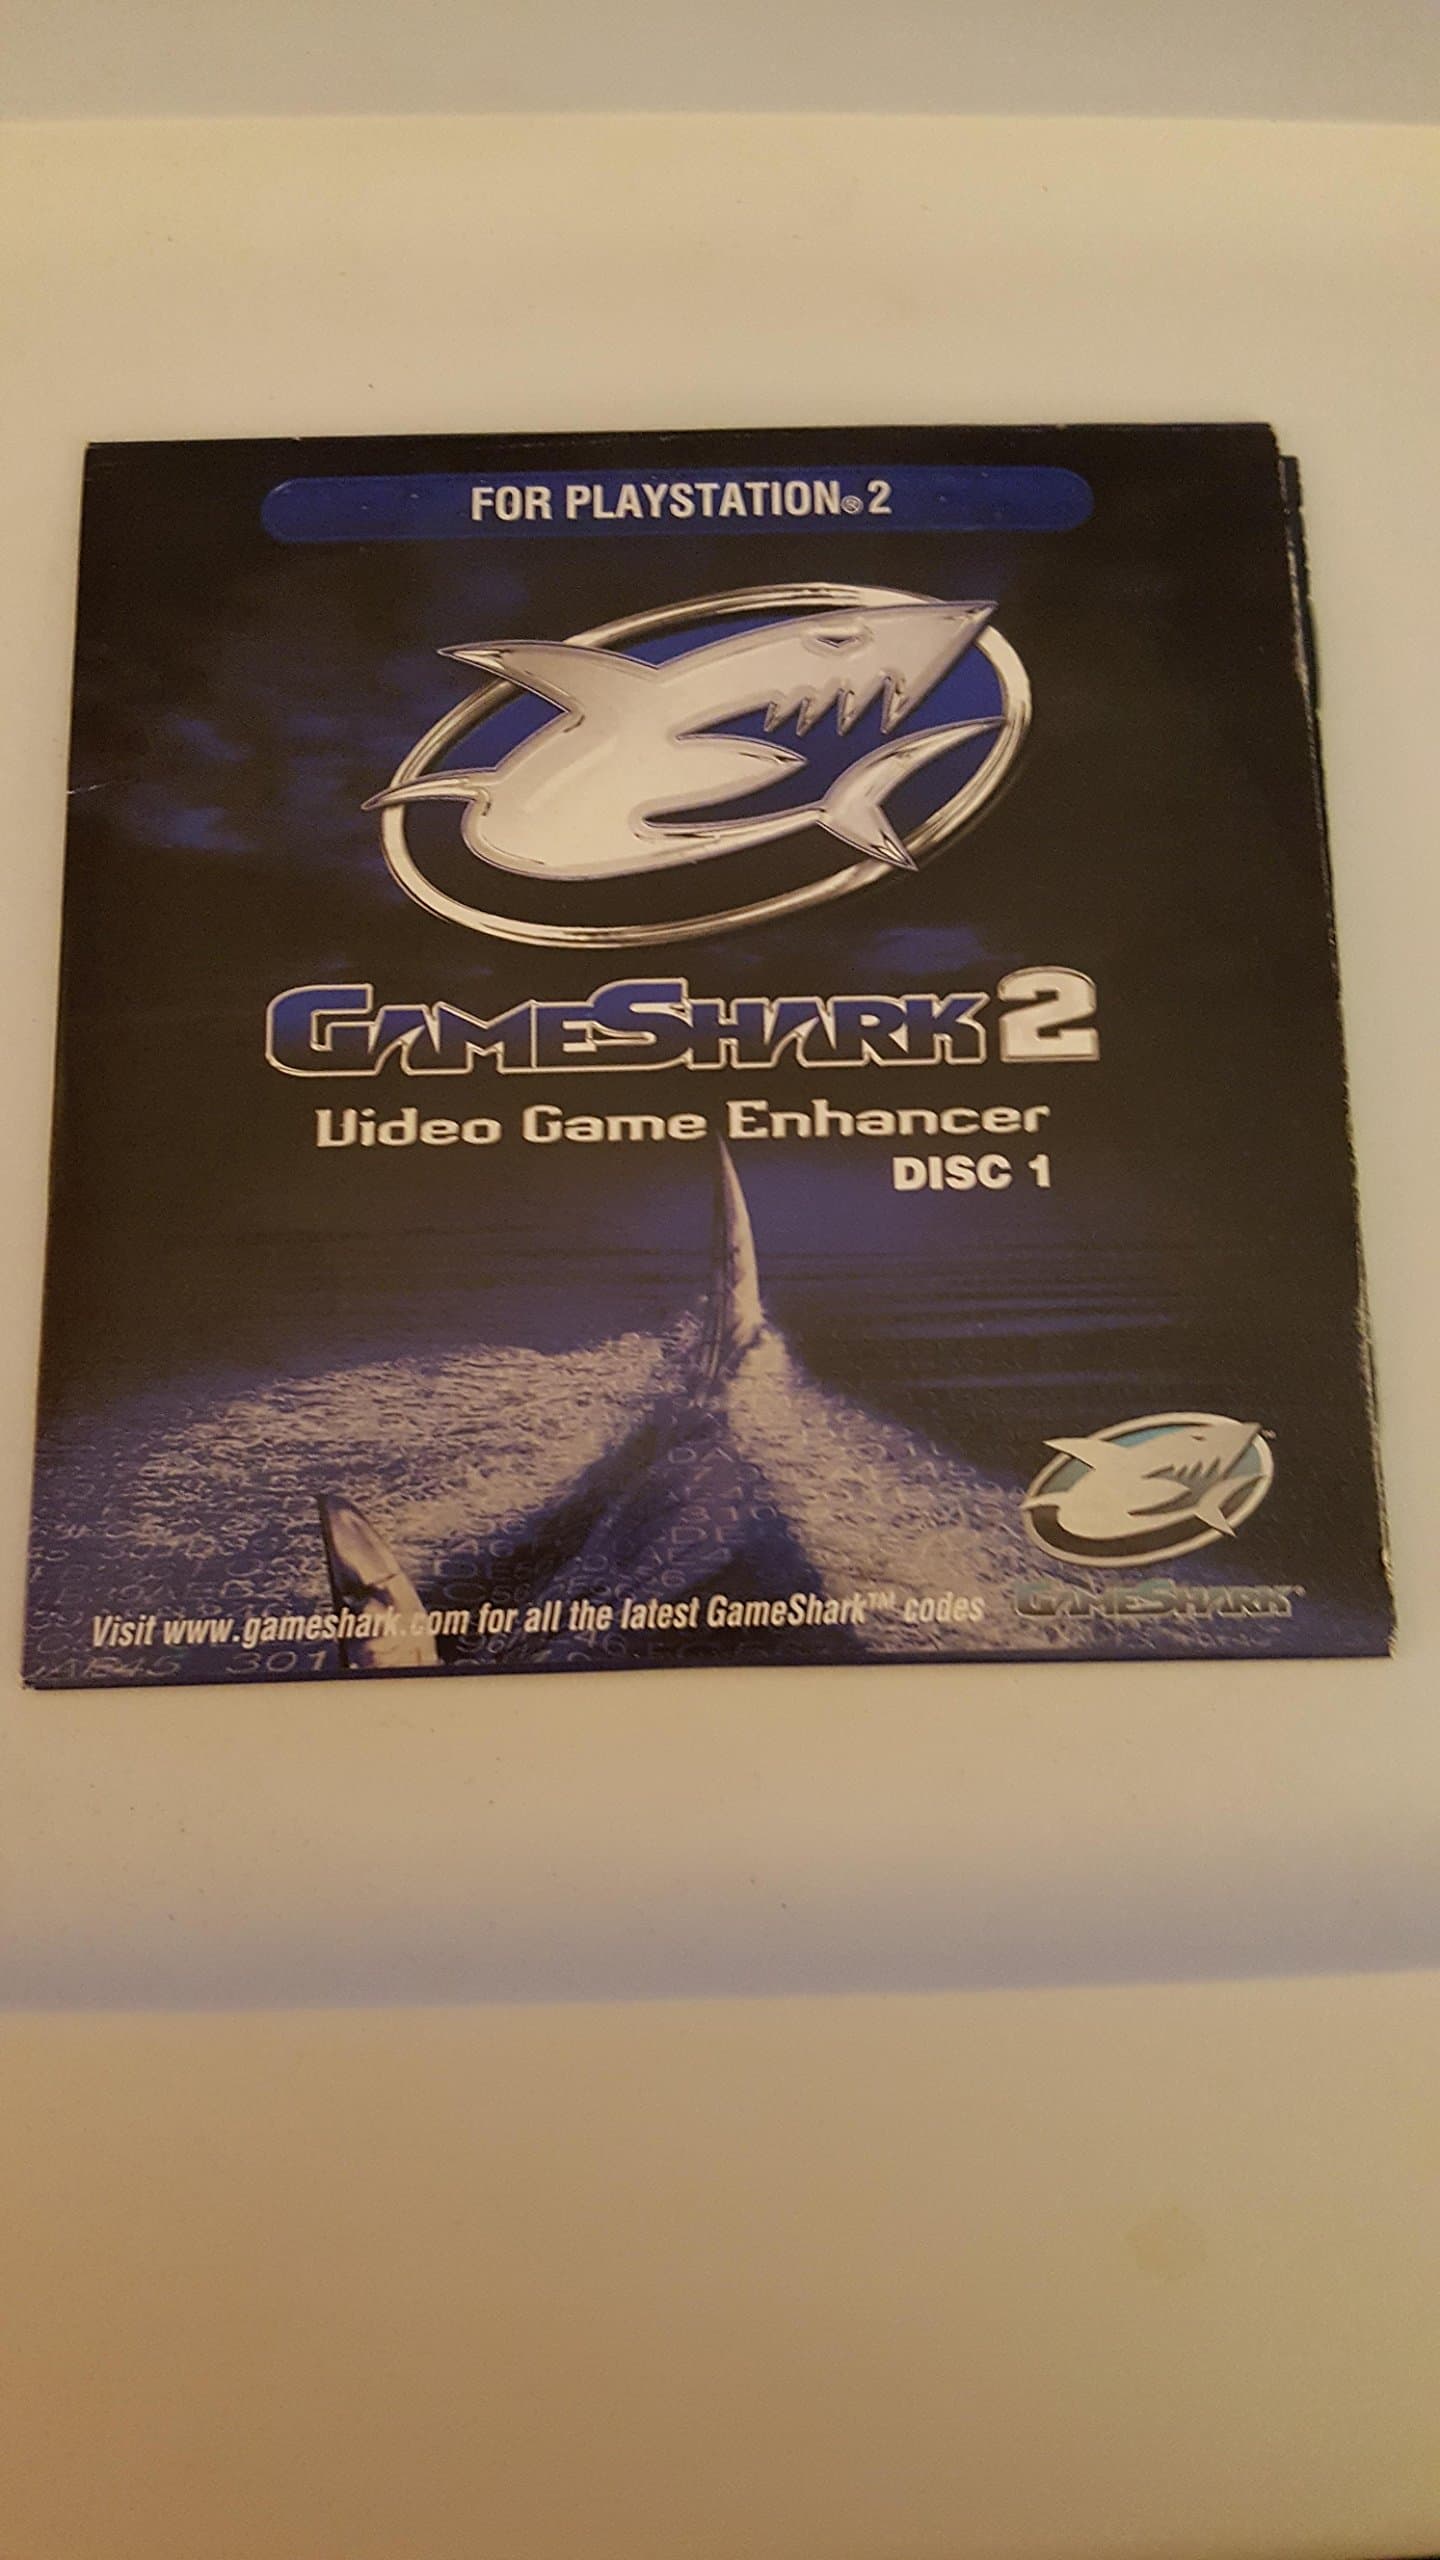 FOR PLAYSTATION® 2
GAMESHARK 2
Video Game Enhancer
DISC 1
Visit www.gameshark.com for all the latest GameShark™ codes
GAMESHARK
301